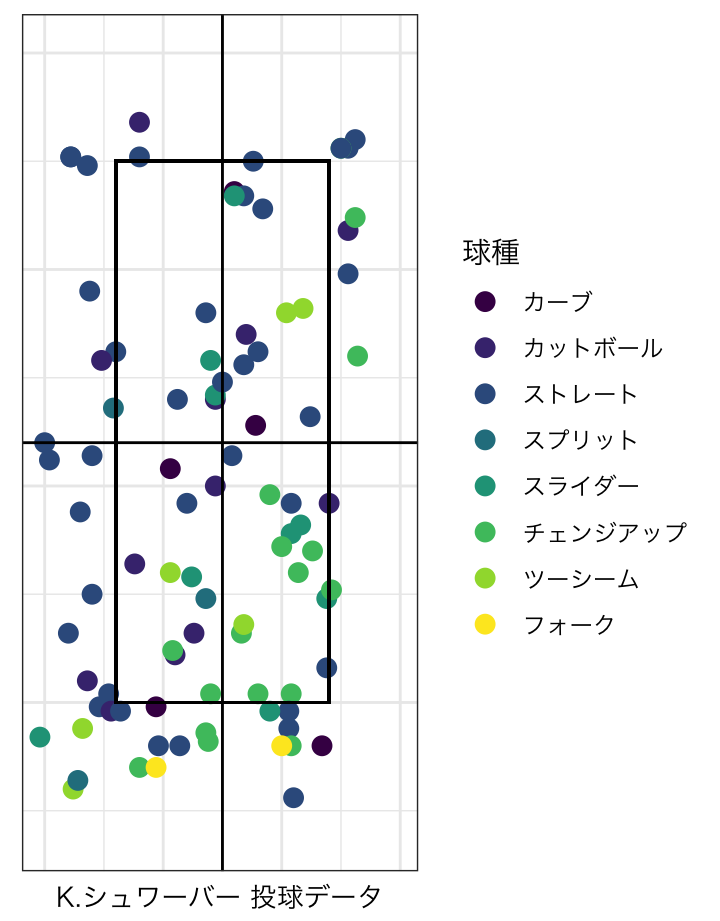 球種
カーブ
カットボール
ストレート
スプリット
スライダー
チェンジアップ
ツーシーム
フォーク
K.シュワーバー 投球データ